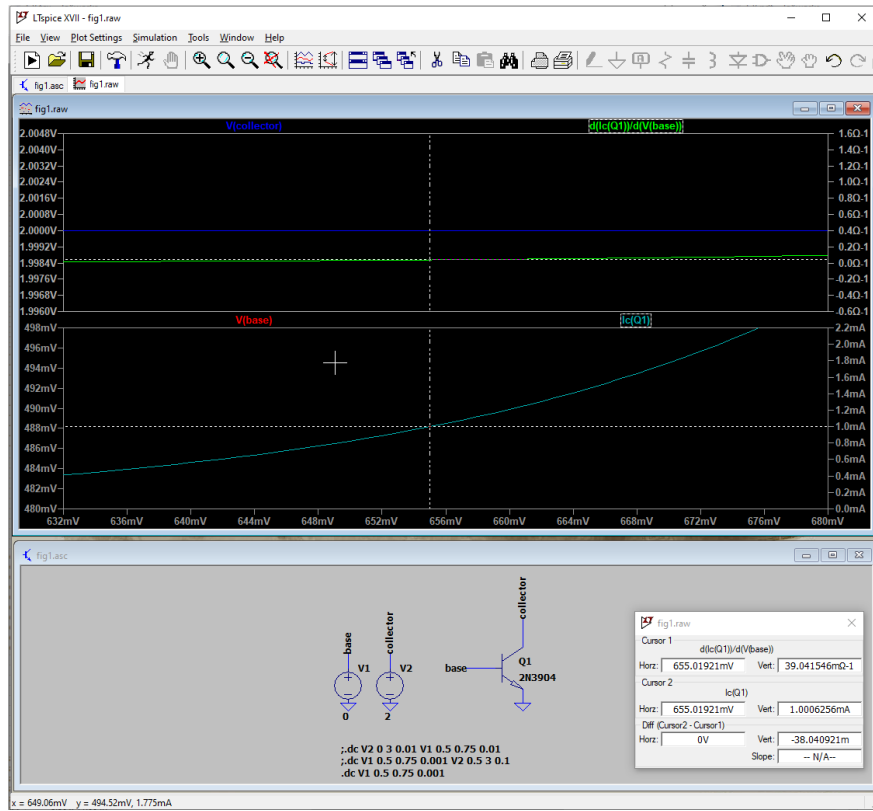 LTspice XVII - fig1.raw
File View Plot Settings Simulation Tools Window Help
fig1.asc fig1.raw
fig1.raw
V(collector) d(Ic(Q1))/d(V(base))
2.0048V 1.6Ω-1
2.0040V 1.4Ω-1
2.0032V 1.2Ω-1
2.0024V 1.0Ω-1
2.0016V 0.8Ω-1
2.0008V 0.6Ω-1
2.0000V 0.4Ω-1
1.9992V 0.2Ω-1
1.9984V 0.0Ω-1
1.9976V -0.2Ω-1
1.9968V -0.4Ω-1
1.9960V -0.6Ω-1
V(base) Ic(Q1)
498mV 2.2mA
496mV 2.0mA
494mV 1.8mA
492mV 1.6mA
1.4mA
490mV 1.2mA
488mV 1.0mA
486mV 0.8mA
484mV 0.6mA
0.4mA
482mV 0.2mA
480mV 0.0mA
632mV 636mV 640mV 644mV 648mV 652mV 656mV 660mV 664mV 668mV 672mV 676mV 680mV
fig1.asc
base
collector
collector
V1 V2
base Q1
2N3904
0 2
;.dc V2 0 3 0.01 V1 0.5 0.75 0.01
;.dc V1 0.5 0.75 0.001 V2 0.5 3 0.1
.dc V1 0.5 0.75 0.001
fig1.raw
Cursor 1
d(Ic(Q1))/d(V(base))
Horz: 655.01921mV Vert: 39.041546mΩ-1
Cursor 2
Ic(Q1)
Horz: 655.01921mV Vert: 1.0006256mA
Diff (Cursor2 - Cursor1)
Horz: 0V Vert: -38.040921m
Slope: -- N/A--
x = 649.06mV y = 494.52mV, 1.775mA